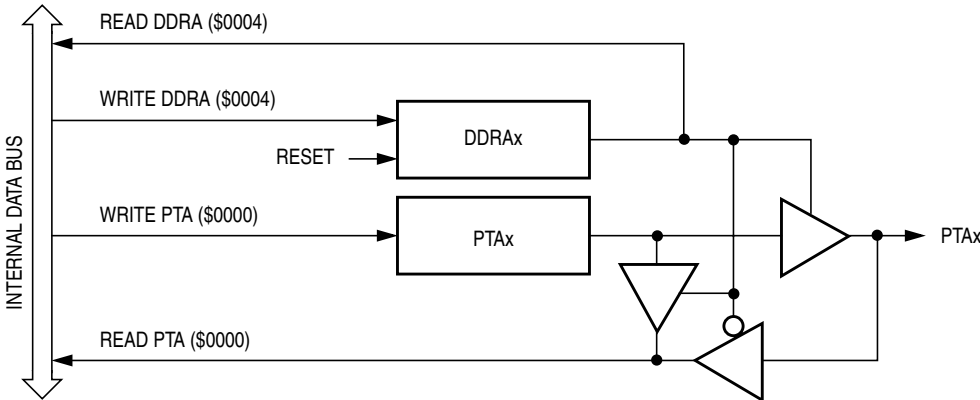 READ DDRA ($0004)
WRITE DDRA ($0004)
DDRAx
RESET
INTERNAL DATA BUS
WRITE PTA ($0000)
PTAx
PTAx
READ PTA ($0000)